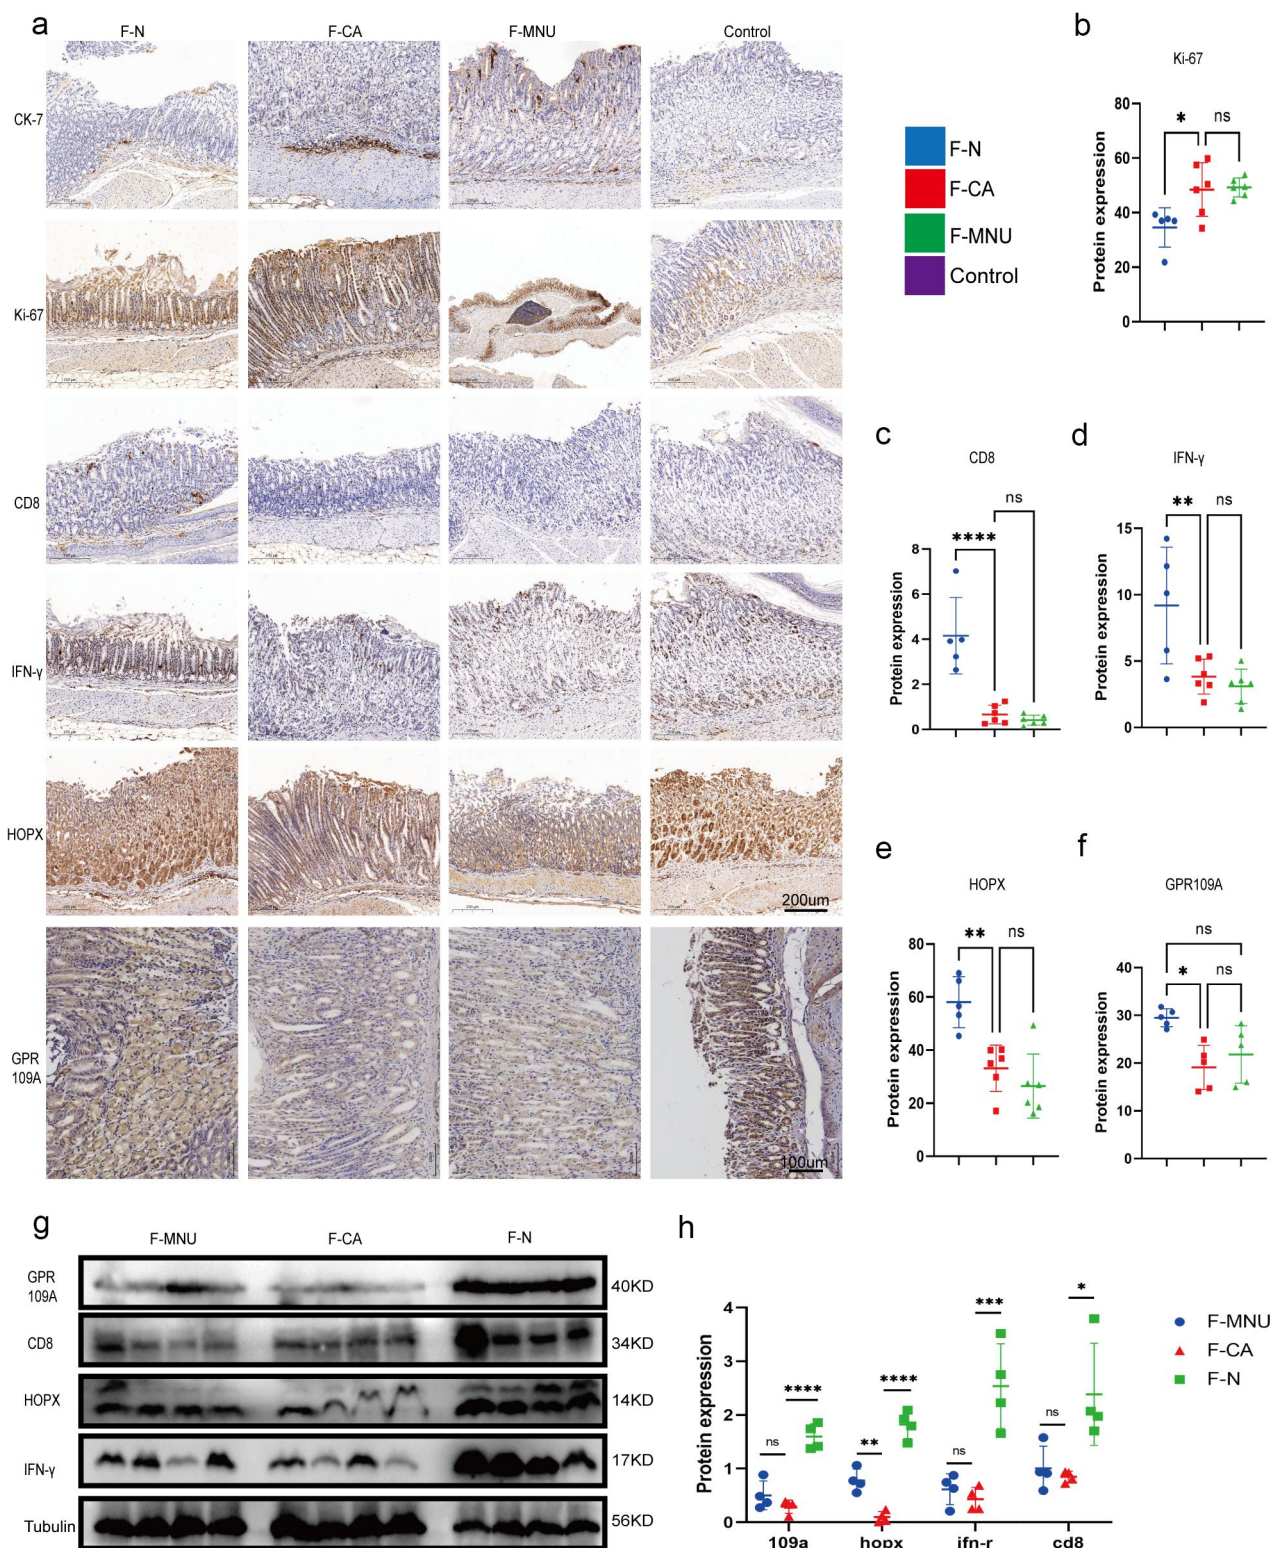 a
F-N F-CA F-MNU Control
CK-7
Ki-67
CD8
IFN-γ
HOPX
200um
GPR
109A
100um
F-N
F-CA
F-MNU
Control
b
Ki-67
Protein expression
80
60
40
20
0
* ns
c
CD8
Protein expression
8
6
4
2
0
**** ns
d
IFN-γ
Protein expression
15
10
5
0
** ns
e
HOPX
Protein expression
80
60
40
20
0
** ns
f
GPR109A
Protein expression
40
30
20
10
0
ns
* ns
g
F-MNU F-CA F-N
GPR
109A
40KD
CD8 34KD
HOPX 14KD
IFN-γ 17KD
Tubulin 56KD
h
Protein expression
4
3
2
1
0
ns **** ** **** ns *** ns *
109a hopx ifn-r cd8
F-MNU
F-CA
F-N